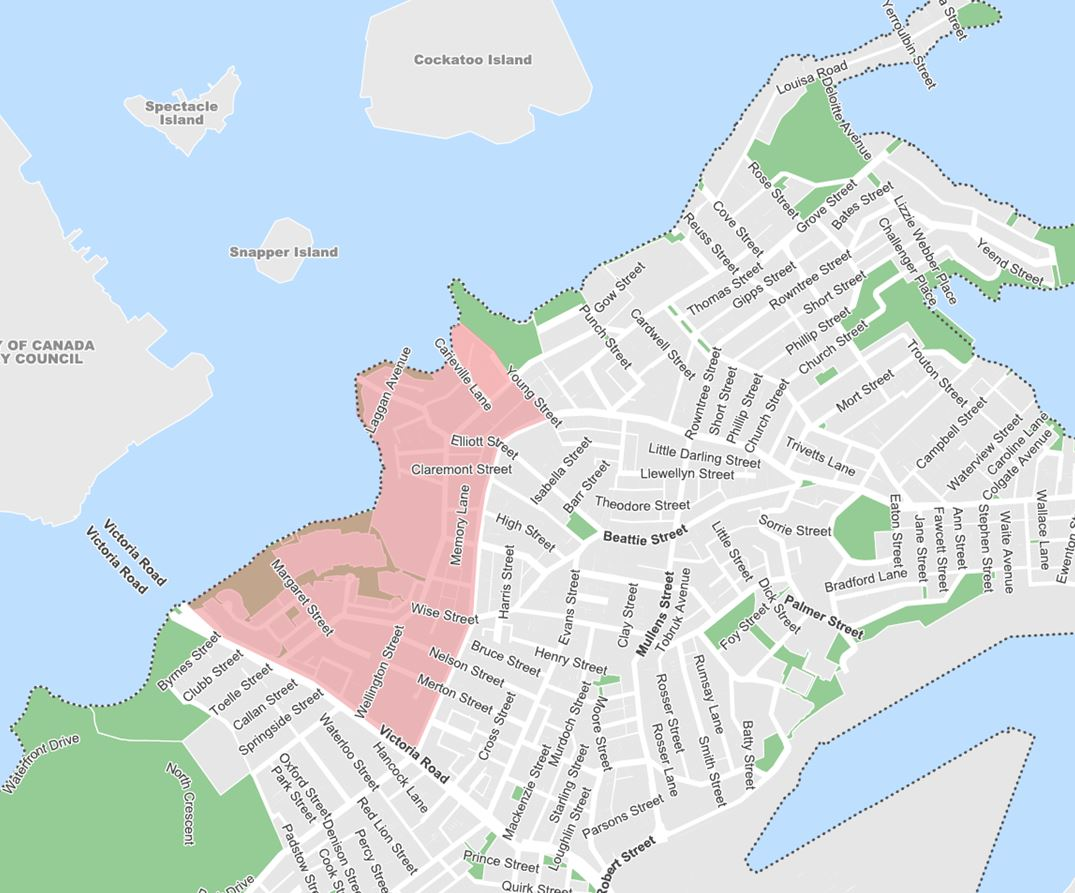 a Street
Yerroulbin Street
Louisa Road
Deloitte Avenue
Cockatoo Island
Spectacle
Island
Snapper Island
Y OF CANADA
Y COUNCIL
Rose Street
Grove Street
Bates Street
Cove Street
Reuss Street
Lizzie Webber Place
Challenger Place
Yeend Street
Thomas Street
Gipps Street
Rowntree Street
Short Street
Phillip Street
Church Street
Gow Street
Punch Street
Cardwell Street
Trouton Street
Mort Street
Rowntree Street
Short Street
Phillip Street
Church Street
Campbell Street
Waterview Street
Caroline Lane
Colgate Avenue
Laggan Avenue
Carieville Lane
Young Street
Elliott Street
Claremont Street
Memory Lane
Isabella Street
Barr Street
Little Darling Street
Llewellyn Street
Trivetts Lane
Theodore Street
High Street
Beattie Street
Little Street
Sorrie Street
Eaton Street
Jane Street
Fawcett Street
Ann Street
Stephen Street
Waite Avenue
Wallace Lane
Ewenton S
Victoria Road
Victoria Road
Margaret Street
Wise Street
Harris Street
Evans Street
Clay Street
Mullens Street
Tobruk Avenue
Dick Street
Bradford Lane
Palmer Street
Foy Street
Byrnes Street
Clubb Street
Toelle Street
Callan Street
Springside Street
Wellington Street
Nelson Street
Bruce Street
Henry Street
Merton Street
Cross Street
Murdoch Street
Moore Street
Rosser Street
Rosser Lane
Rumsay Lane
Smith Street
Batty Street
Waterfront Drive
North Crescent
Waterloo Street
Hancock Lane
Victoria Road
Oxford Street
Park Street
Red Lion Street
Denison Stre
Percy Stree
Padstow St
Cook St
Mackenzie Street
Starling Street
Loughlin Street
Parsons Street
Prince Street
Quirk Street
Robert Street
Drive